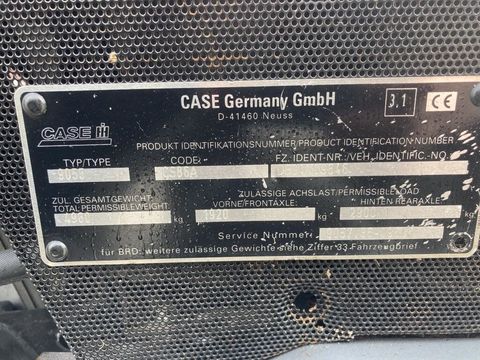 CASE Germany GmbH
D-41460 Neuss
3.1 CE
CASE IH
PRODUKT IDENTIFIKATIONSNUMMER/PRODUCT IDENTIFICATION NUMBER
TYP/TYPE CODE: FZ. IDENT-NR./VEH. IDENTIFIC.-NO.
ZUL. GESAMTGEWICHT: ZULÄSSIGE ACHSLAST/PERMISSIBLE LOAD
TOTAL PERMISSIBLE WEIGHT VORNE/FRONTAXLE: HINTEN REARAXLE:
kg 1920 kg kg
Service Nummer:
für BRD: weitere zulässige Gewichte siehe Ziffer 33 Fahrzeugbrief